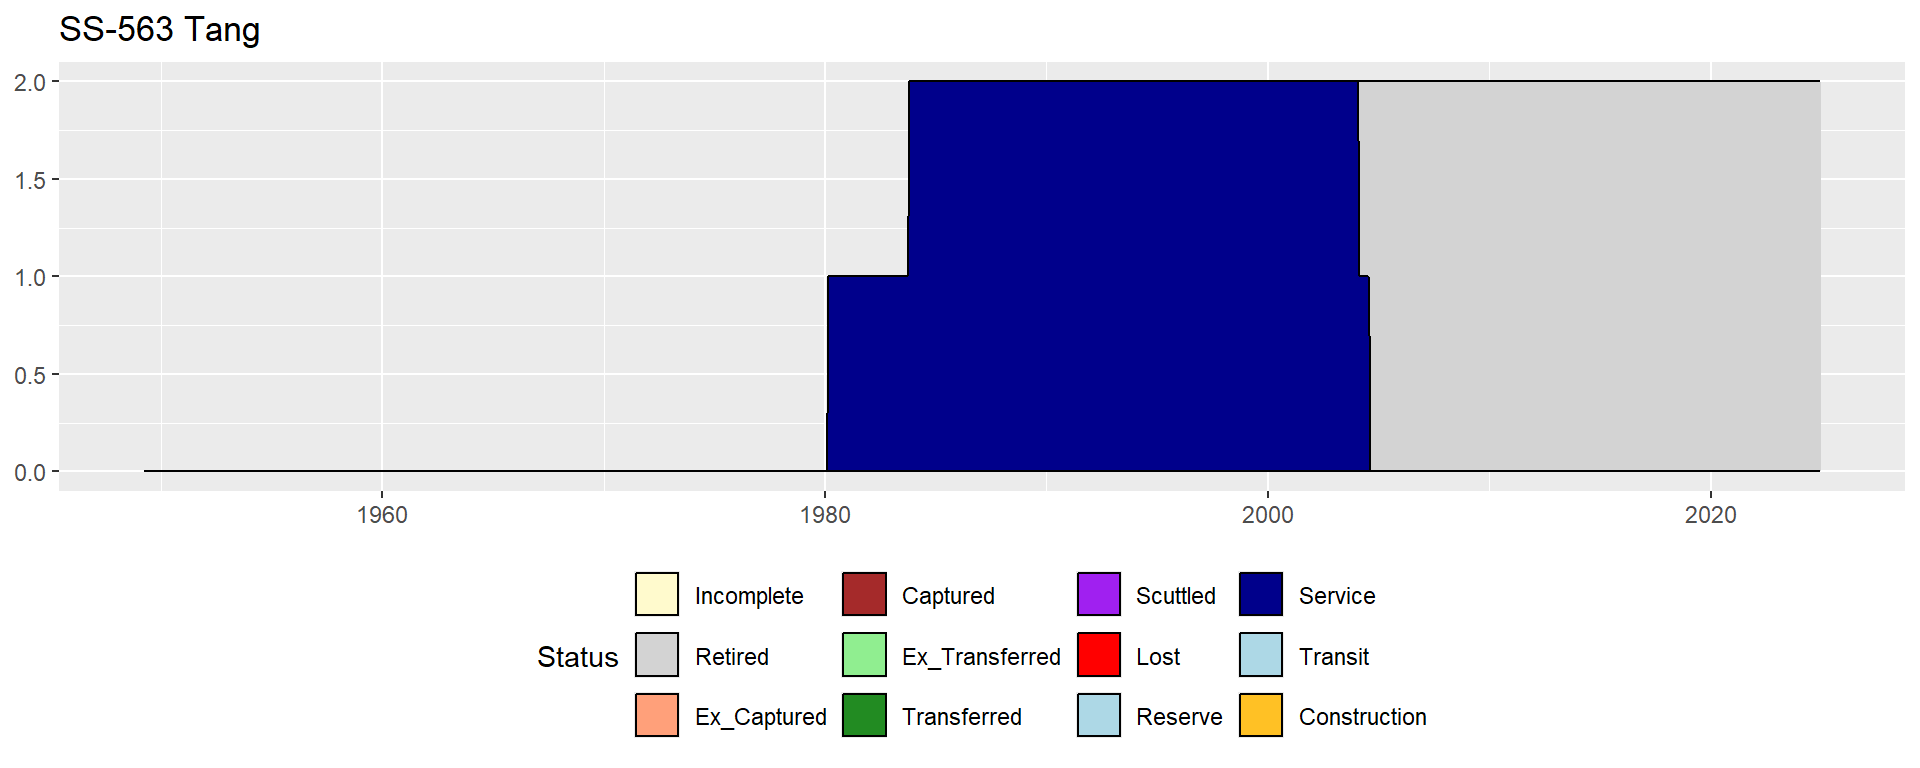 SS-563 Tang
2.0
1.5
1.0
0.5
0.0
1960 1980 2000 2020
Status
Incomplete Captured Scuttled Service
Retired Ex_Transferred Lost Transit
Ex_Captured Transferred Reserve Construction